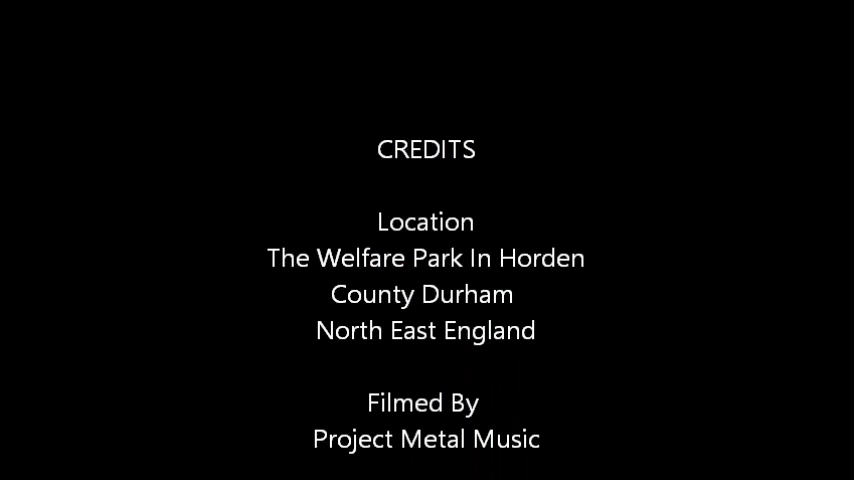 CREDITS
Location
The Welfare Park In Horden
County Durham
North East England
Filmed By
Project Metal Music